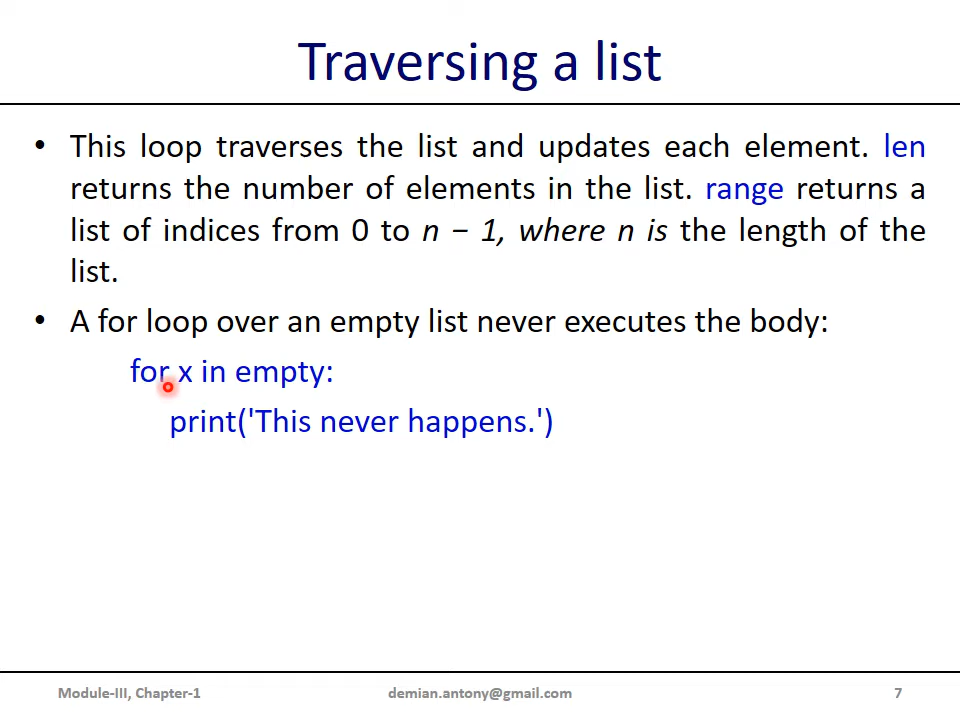 Traversing a list
• This loop traverses the list and updates each element. len
returns the number of elements in the list. range returns a
list of indices from 0 to n − 1, where n is the length of the
list.
• A for loop over an empty list never executes the body:
for x in empty:
print('This never happens.')
Module-III, Chapter-1
demian.antony@gmail.com
7